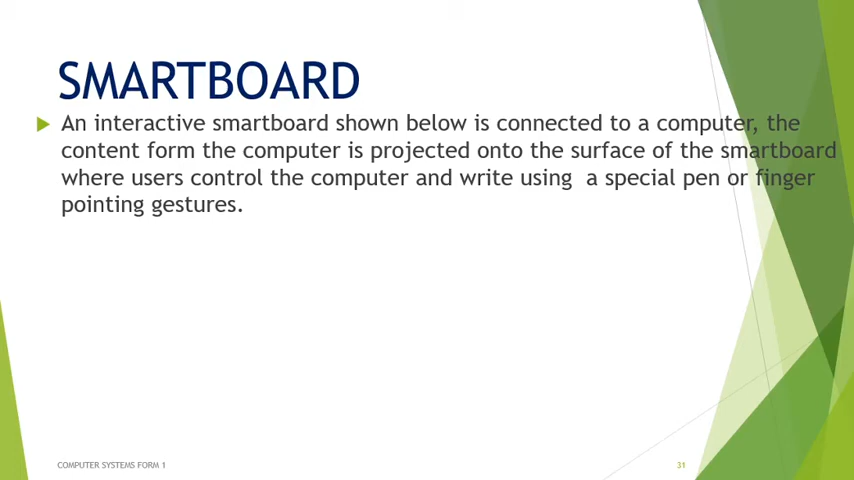 SMARTBOARD
An interactive smartboard shown below is connected to a computer, the
content form the computer is projected onto the surface of the smartboard
where users control the computer and write using a special pen or finger
pointing gestures.
COMPUTER SYSTEMS FORM 1
31